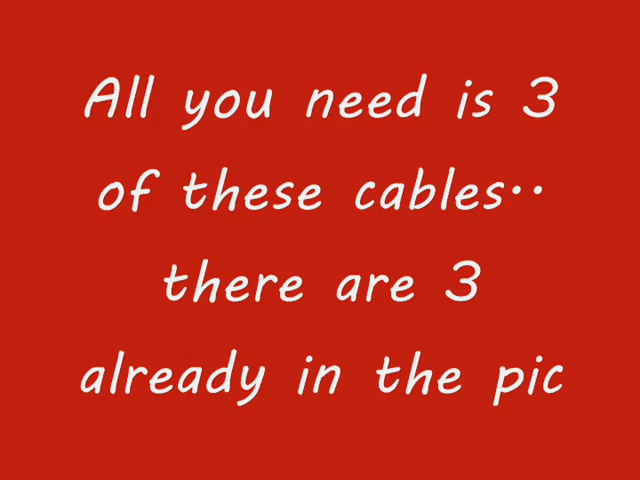 All you need is 3
of these cables..
there are 3
already in the pic